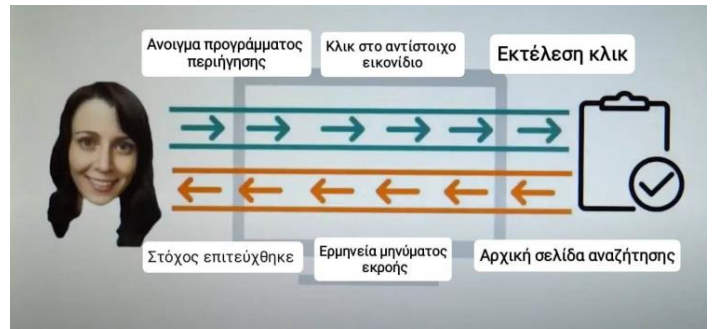 Ανοιγμα προγράμματος
περιήγησης
Κλικ στο αντίστοιχο
εικονίδιο
Εκτέλεση κλικ
Στόχος επιτεύχθηκε
Ερμηνεία μηνύματος
εκροής
Αρχική σελίδα αναζήτησης